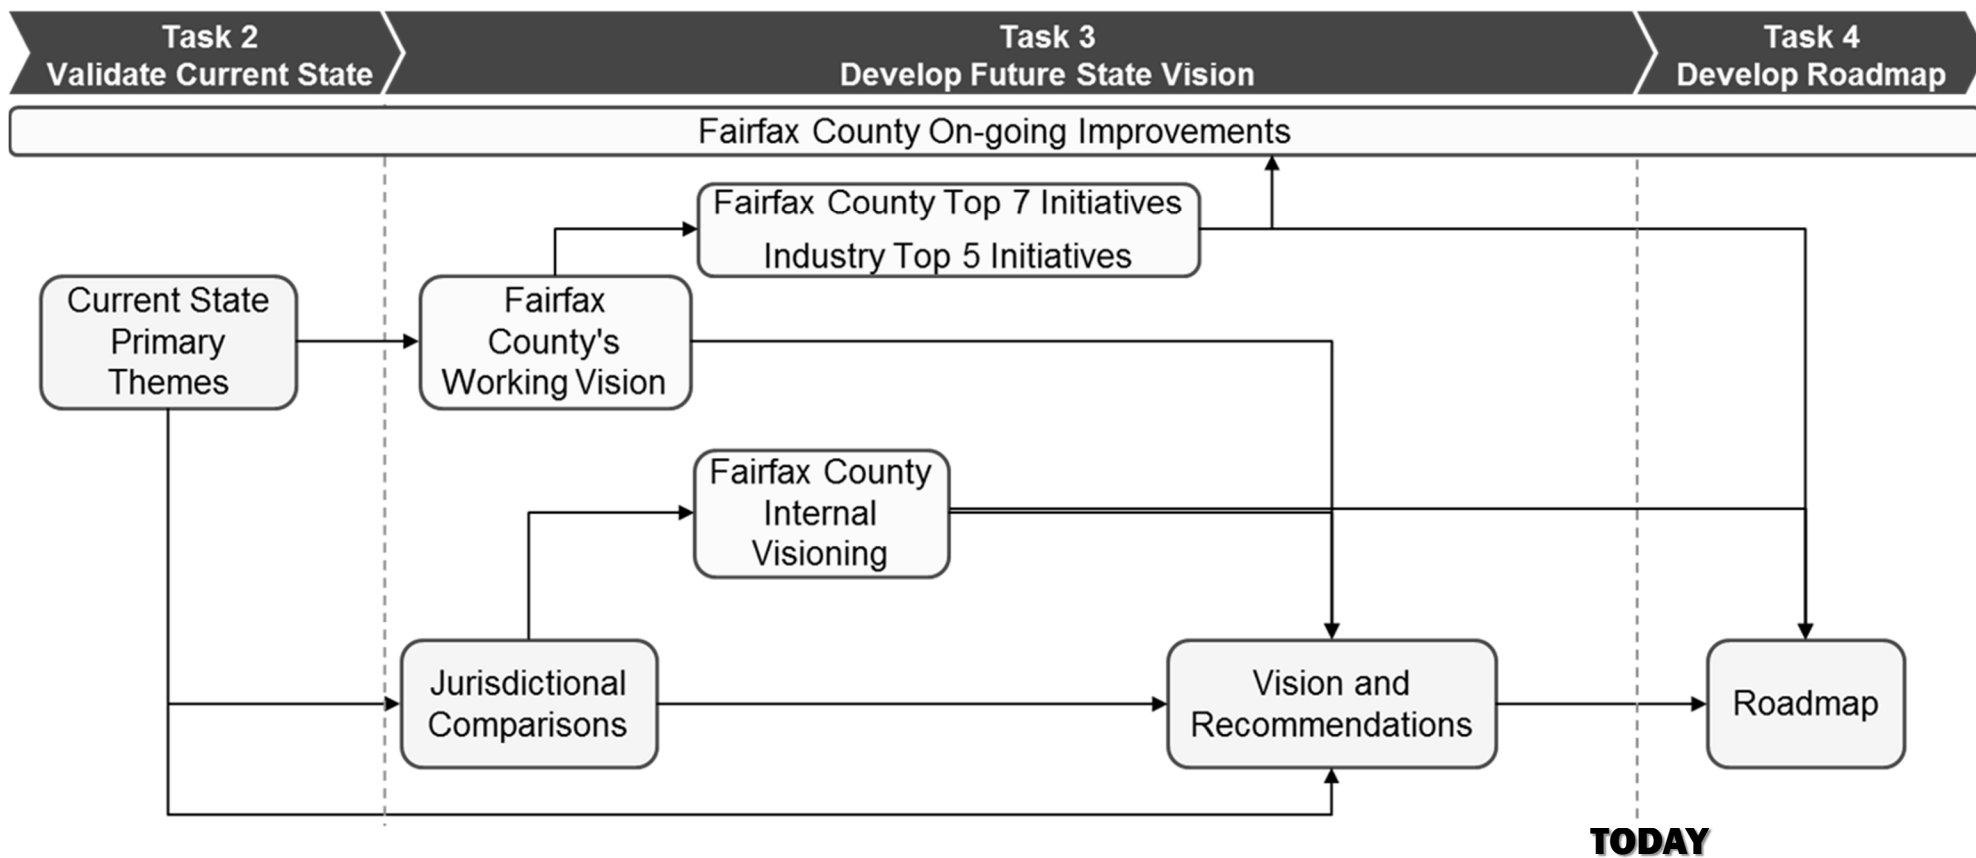 Task 2
Validate Current State
Task 3
Develop Future State Vision
Task 4
Develop Roadmap
Fairfax County On-going Improvements
Fairfax County Top 7 Initiatives
Industry Top 5 Initiatives
Current State
Primary
Themes
Fairfax
County's
Working Vision
Fairfax County
Internal
Visioning
Jurisdictional
Comparisons
Vision and
Recommendations
Roadmap
TODAY